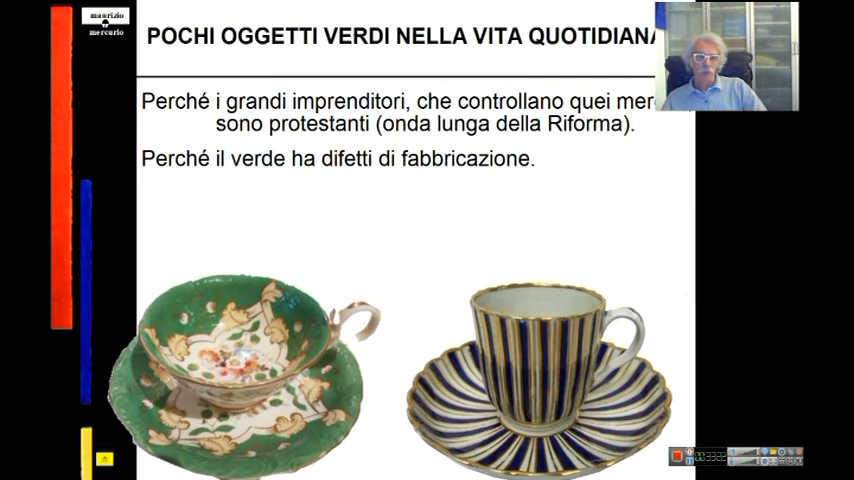 maurizio
mercurio
POCHI OGGETTI VERDI NELLA VITA QUOTIDIANA
Perché i grandi imprenditori, che controllano quei mer
sono protestanti (onda lunga della Riforma).
Perché il verde ha difetti di fabbricazione.